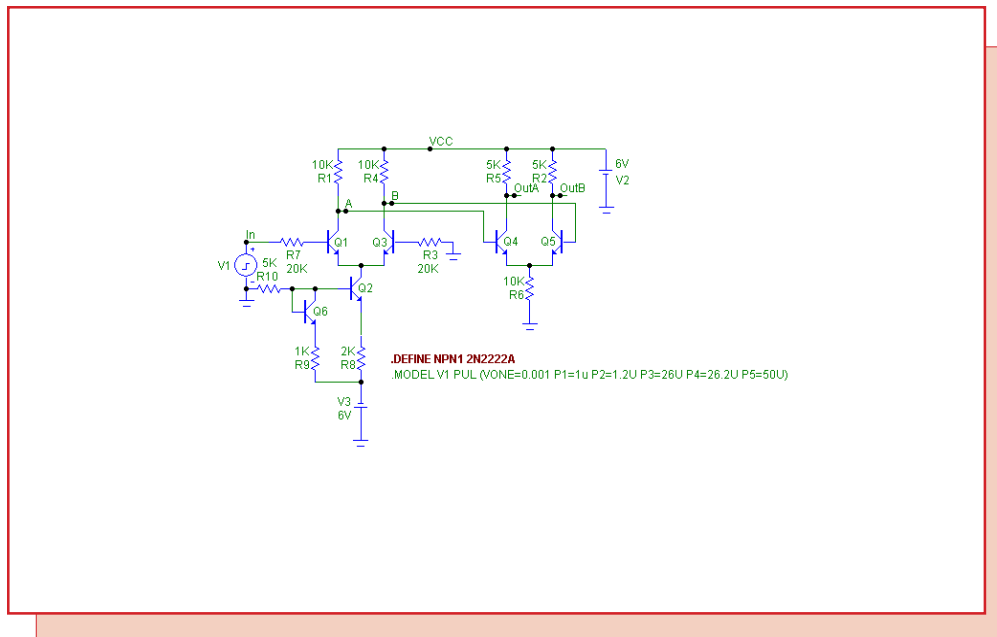 VCC
10K
R1
10K
R4
5K
R5
5K
R2
6V
V2
OutA
OutB
A
B
In
Q1
Q3
Q4
Q5
R7
20K
R3
20K
V1
+
-
5K
R10
Q2
Q6
10K
R6
1K
R9
2K
R8
.DEFINE NPN1 2N2222A
.MODEL V1 PUL (VONE=0.001 P1=1u P2=1.2U P3=26U P4=26.2U P5=50U)
V3
6V